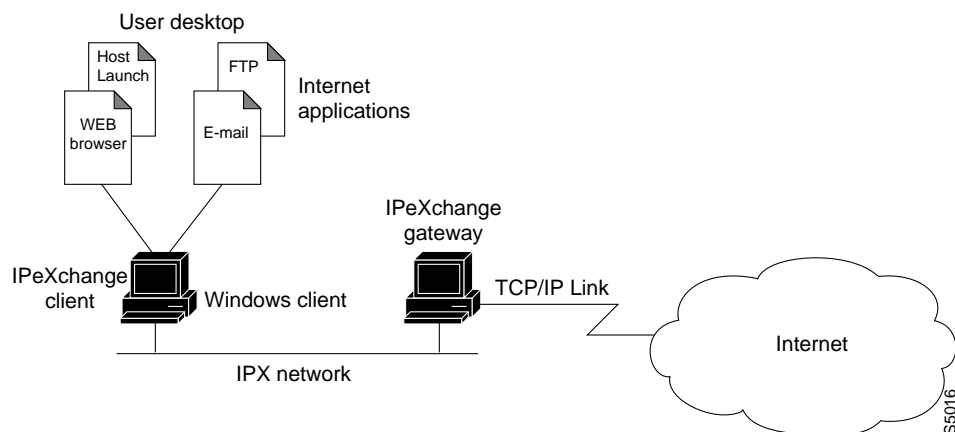 User desktop
Host
Launch
FTP
Internet
applications
WEB
browser
E-mail
IPeXchange
gateway
IPeXchange
client
Windows client
TCP/IP Link
Internet
IPX network
S5016